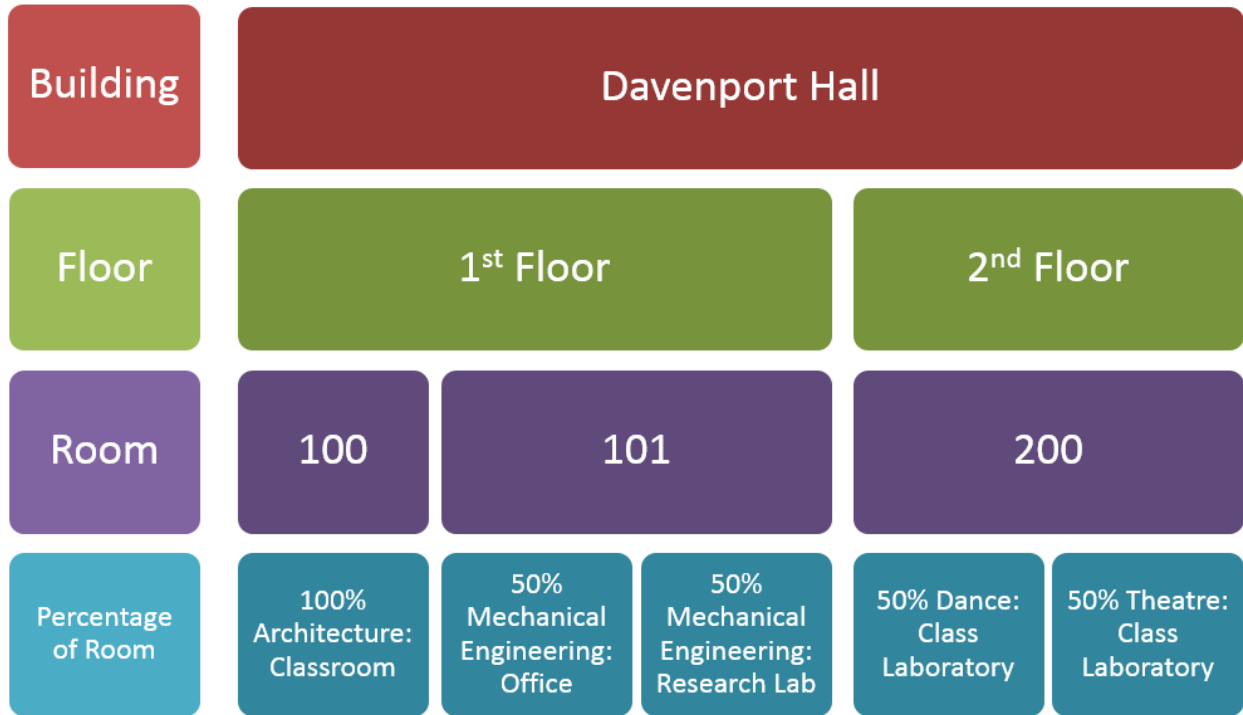 Building
Davenport Hall
Floor
1st Floor
2nd Floor
Room
100
101
200
Percentage
of Room
100%
Architecture:
Classroom
50%
Mechanical
Engineering:
Office
50%
Mechanical
Engineering:
Research Lab
50% Dance:
Class
Laboratory
50% Theatre:
Class
Laboratory